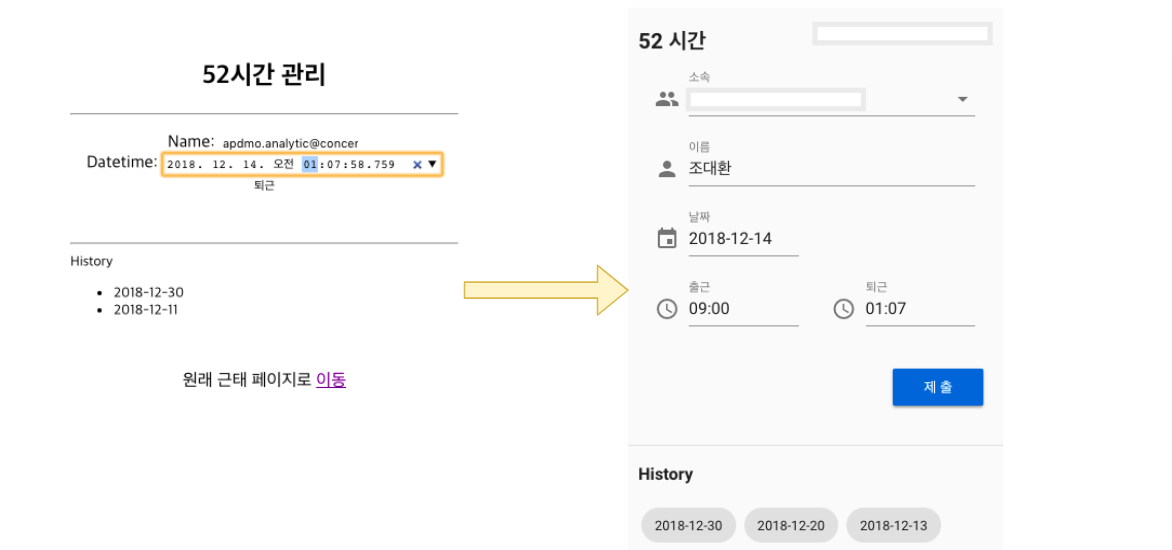 52시간 관리
Name: apdmo.analytic@concer
Datetime: 2018. 12. 14. 오전 01:07:58.759
퇴근
History
• 2018-12-30
• 2018-12-11
원래 근태 페이지로 이동
52 시간
소속
이름
조대환
날짜
2018-12-14
출근 퇴근
09:00 01:07
제 출
History
2018-12-30 2018-12-20 2018-12-13